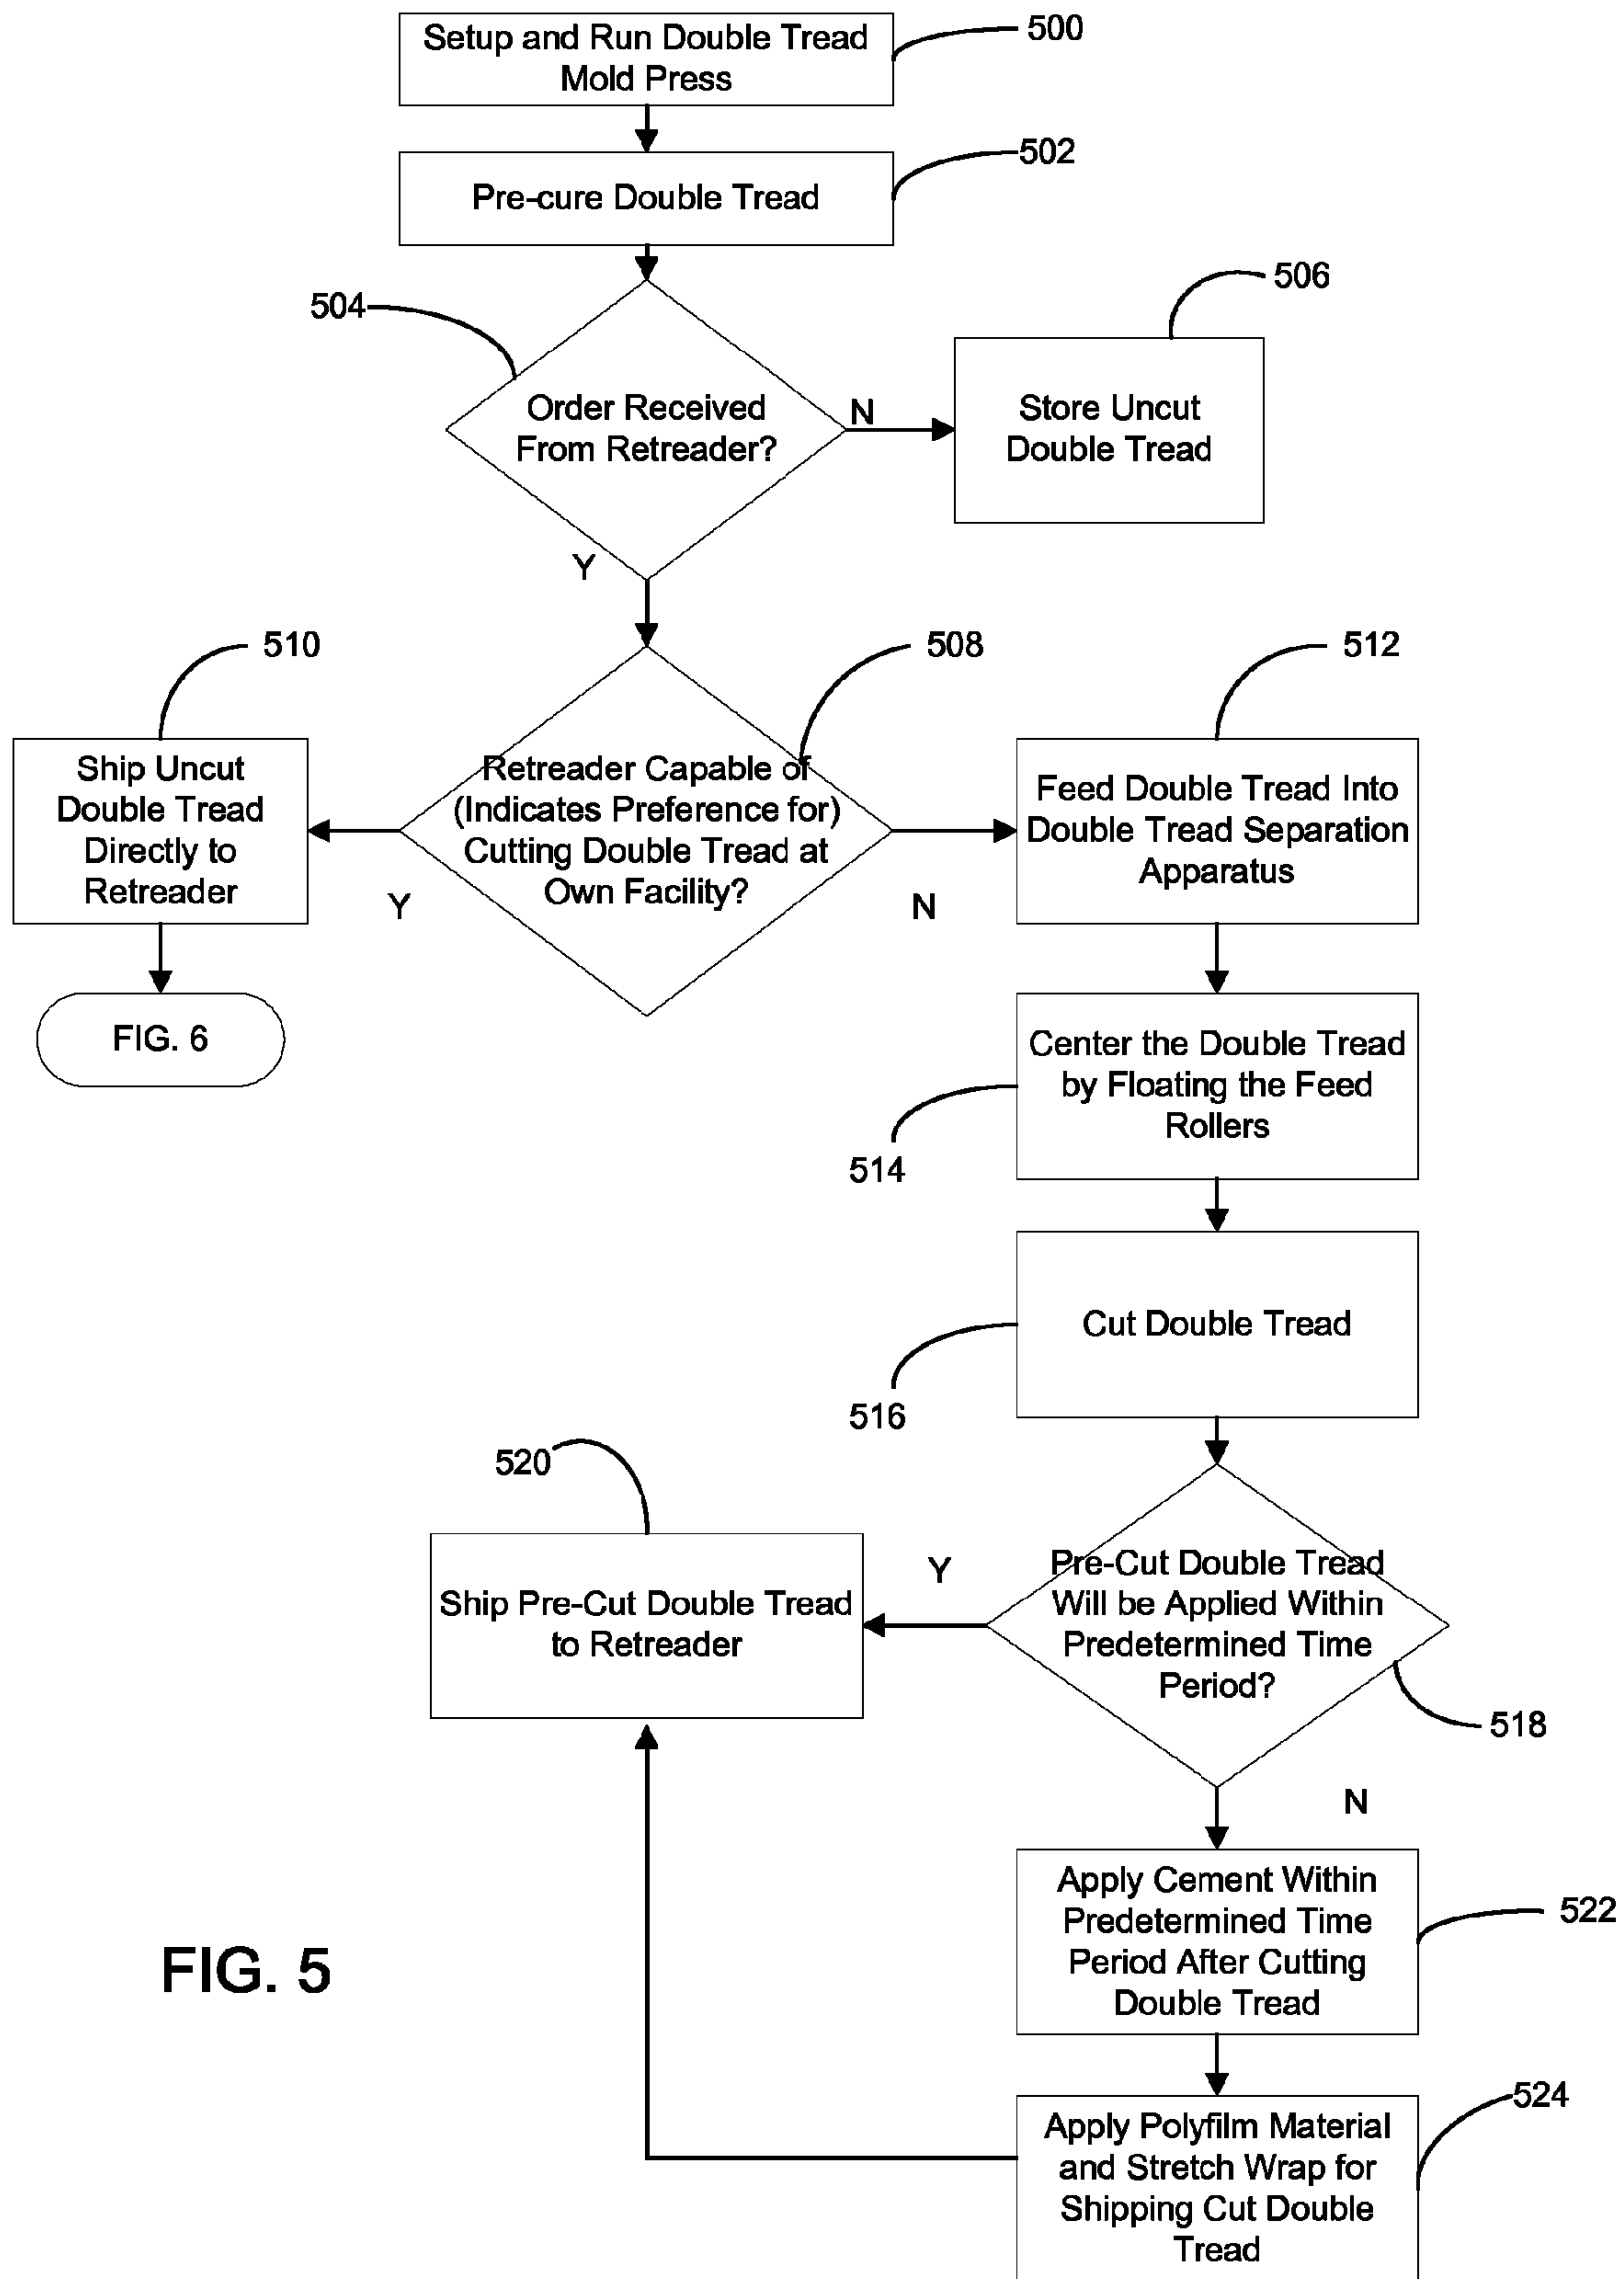 Setup and Run Double Tread
Mold Press
500
Pre-cure Double Tread
502
504
Order Received
From Retreader?
N
506
Store Uncut
Double Tread
Y
510
508
512
Ship Uncut
Double Tread
Directly to
Retreader
Retreader Capable of
(Indicates Preference for)
Cutting Double Tread at
Own Facility?
Feed Double Tread Into
Double Tread Separation
Apparatus
Y
N
FIG. 6
Center the Double Tread
by Floating the Feed
Rollers
514
Cut Double Tread
516
520
Ship Pre-Cut Double Tread
to Retreader
Y
Pre-Cut Double Tread
Will be Applied Within
Predetermined Time
Period?
518
N
Apply Cement Within
Predetermined Time
Period After Cutting
Double Tread
522
FIG. 5
524
Apply Polyfilm Material
and Stretch Wrap for
Shipping Cut Double
Tread